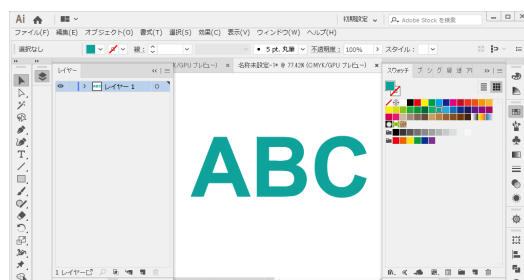 Ai 初期設定 Adobe Stock を検索
ファイル(F) 編集(E) オブジェクト(O) 書式(T) 選択(S) 効果(C) 表示(V) ウィンドウ(W) ヘルプ(H)
選択なし 線 : 5 pt. 丸筆 不透明度 : 100% スタイル :
レイヤー K/GPU プレビュー) × 名称未設定-1* @ 77.42% (CMYK/GPU プレビュー) × スウォッチ
レイヤー 1
ABC
1 レイヤー